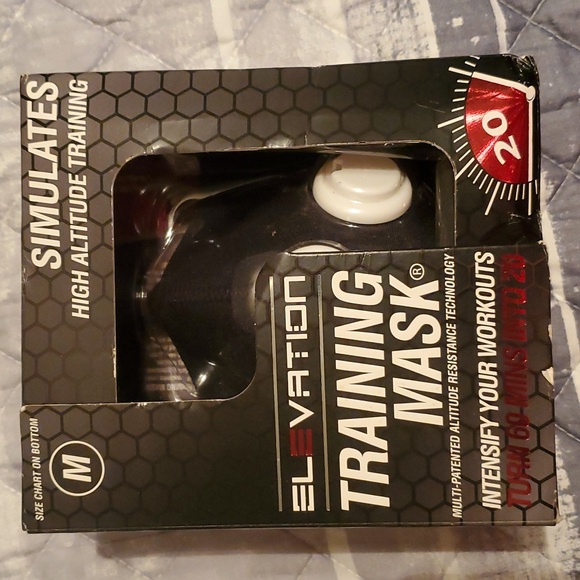 SIMULATES
HIGH ALTITUDE TRAINING
20
ELEVATION
TRAINING
MASK®
MULTI-PATENTED ALTITUDE RESISTANCE TECHNOLOGY
INTENSIFY YOUR WORKOUTS
TURN 60 MINS INTO 20
SIZE CHART ON BOTTOM
M